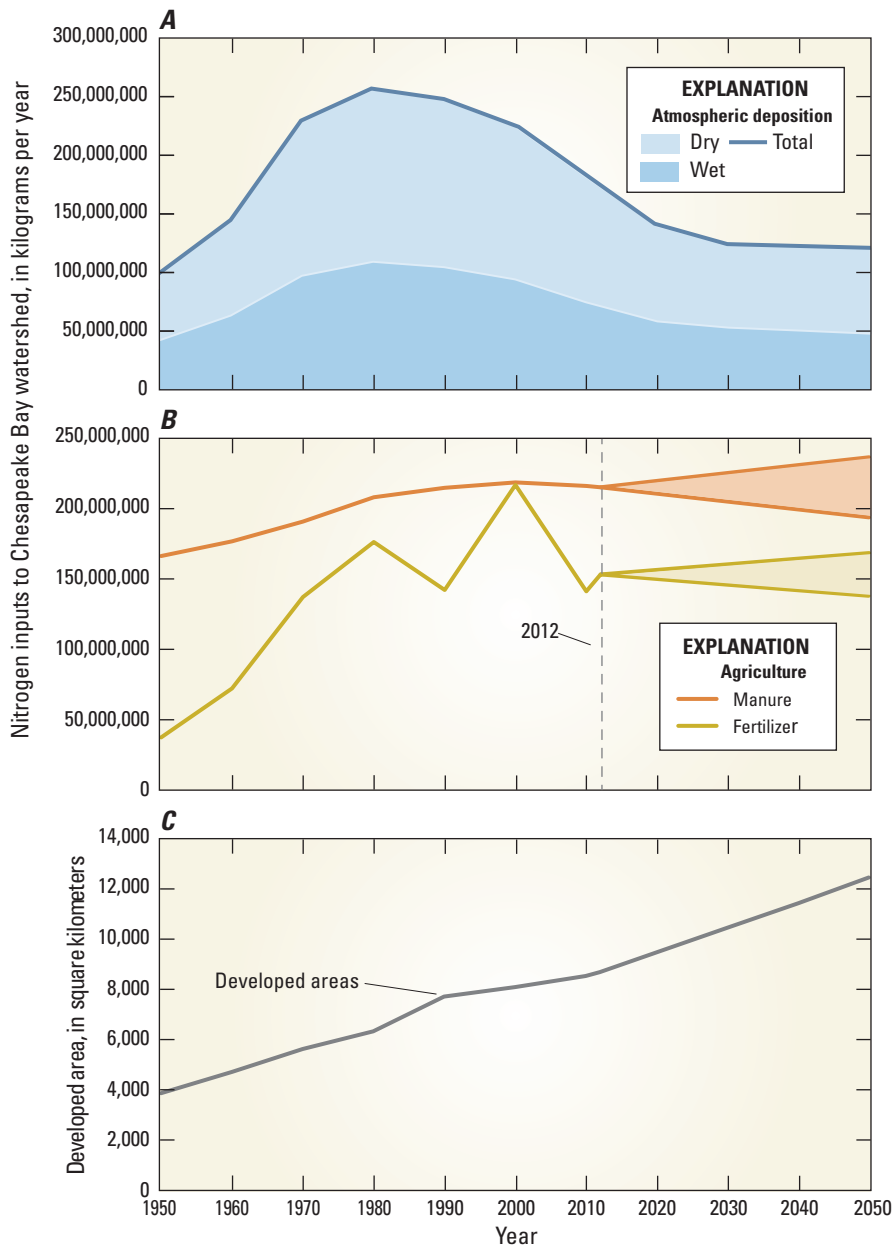 Nitrogen inputs to Chesapeake Bay watershed, in kilograms per year
A
300,000,000
250,000,000
200,000,000
150,000,000
100,000,000
50,000,000
0
EXPLANATION
Atmospheric deposition
Dry
Total
Wet
B
250,000,000
200,000,000
150,000,000
100,000,000
50,000,000
0
2012
EXPLANATION
Agriculture
Manure
Fertilizer
C
Developed area, in square kilometers
14,000
12,000
10,000
8,000
6,000
4,000
2,000
0
Developed areas
1950 1960 1970 1980 1990 2000 2010 2020 2030 2040 2050
Year